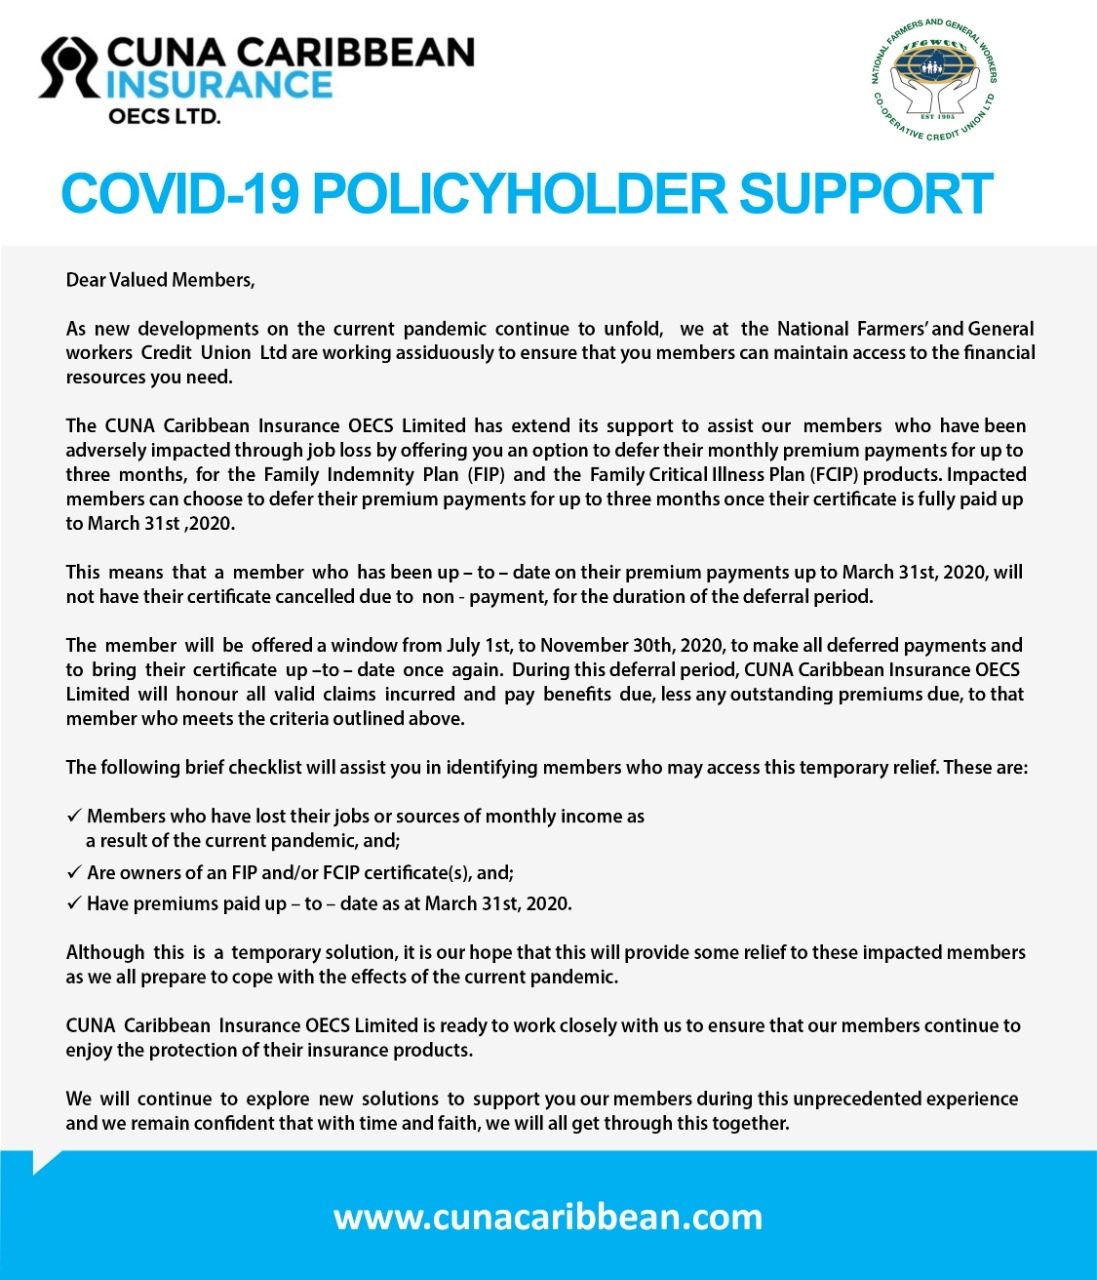 CUNA CARIBBEAN
INSURANCE
OECS LTD.
NATIONAL FARMERS AND GENERAL WORKERS
CO-OPERATIVE CREDIT UNION LTD
NFGWCCU
EST 1995
COVID-19 POLICYHOLDER SUPPORT
Dear Valued Members,
As new developments on the current pandemic continue to unfold, we at the National Farmers' and General
workers Credit Union Ltd are working assiduously to ensure that you members can maintain access to the financial
resources you need.
The CUNA Caribbean Insurance OECS Limited has extend its support to assist our members who have been
adversely impacted through job loss by offering you an option to defer their monthly premium payments for up to
three months, for the Family Indemnity Plan (FIP) and the Family Critical Illness Plan (FCIP) products. Impacted
members can choose to defer their premium payments for up to three months once their certificate is fully paid up
to March 31st ,2020.
This means that a member who has been up – to – date on their premium payments up to March 31st, 2020, will
not have their certificate cancelled due to non - payment, for the duration of the deferral period.
The member will be offered a window from July 1st, to November 30th, 2020, to make all deferred payments and
to bring their certificate up –to – date once again. During this deferral period, CUNA Caribbean Insurance OECS
Limited will honour all valid claims incurred and pay benefits due, less any outstanding premiums due, to that
member who meets the criteria outlined above.
The following brief checklist will assist you in identifying members who may access this temporary relief. These are:
✓ Members who have lost their jobs or sources of monthly income as
a result of the current pandemic, and;
✓ Are owners of an FIP and/or FCIP certificate(s), and;
✓ Have premiums paid up – to – date as at March 31st, 2020.
Although this is a temporary solution, it is our hope that this will provide some relief to these impacted members
as we all prepare to cope with the effects of the current pandemic.
CUNA Caribbean Insurance OECS Limited is ready to work closely with us to ensure that our members continue to
enjoy the protection of their insurance products.
We will continue to explore new solutions to support you our members during this unprecedented experience
and we remain confident that with time and faith, we will all get through this together.
www.cunacaribbean.com